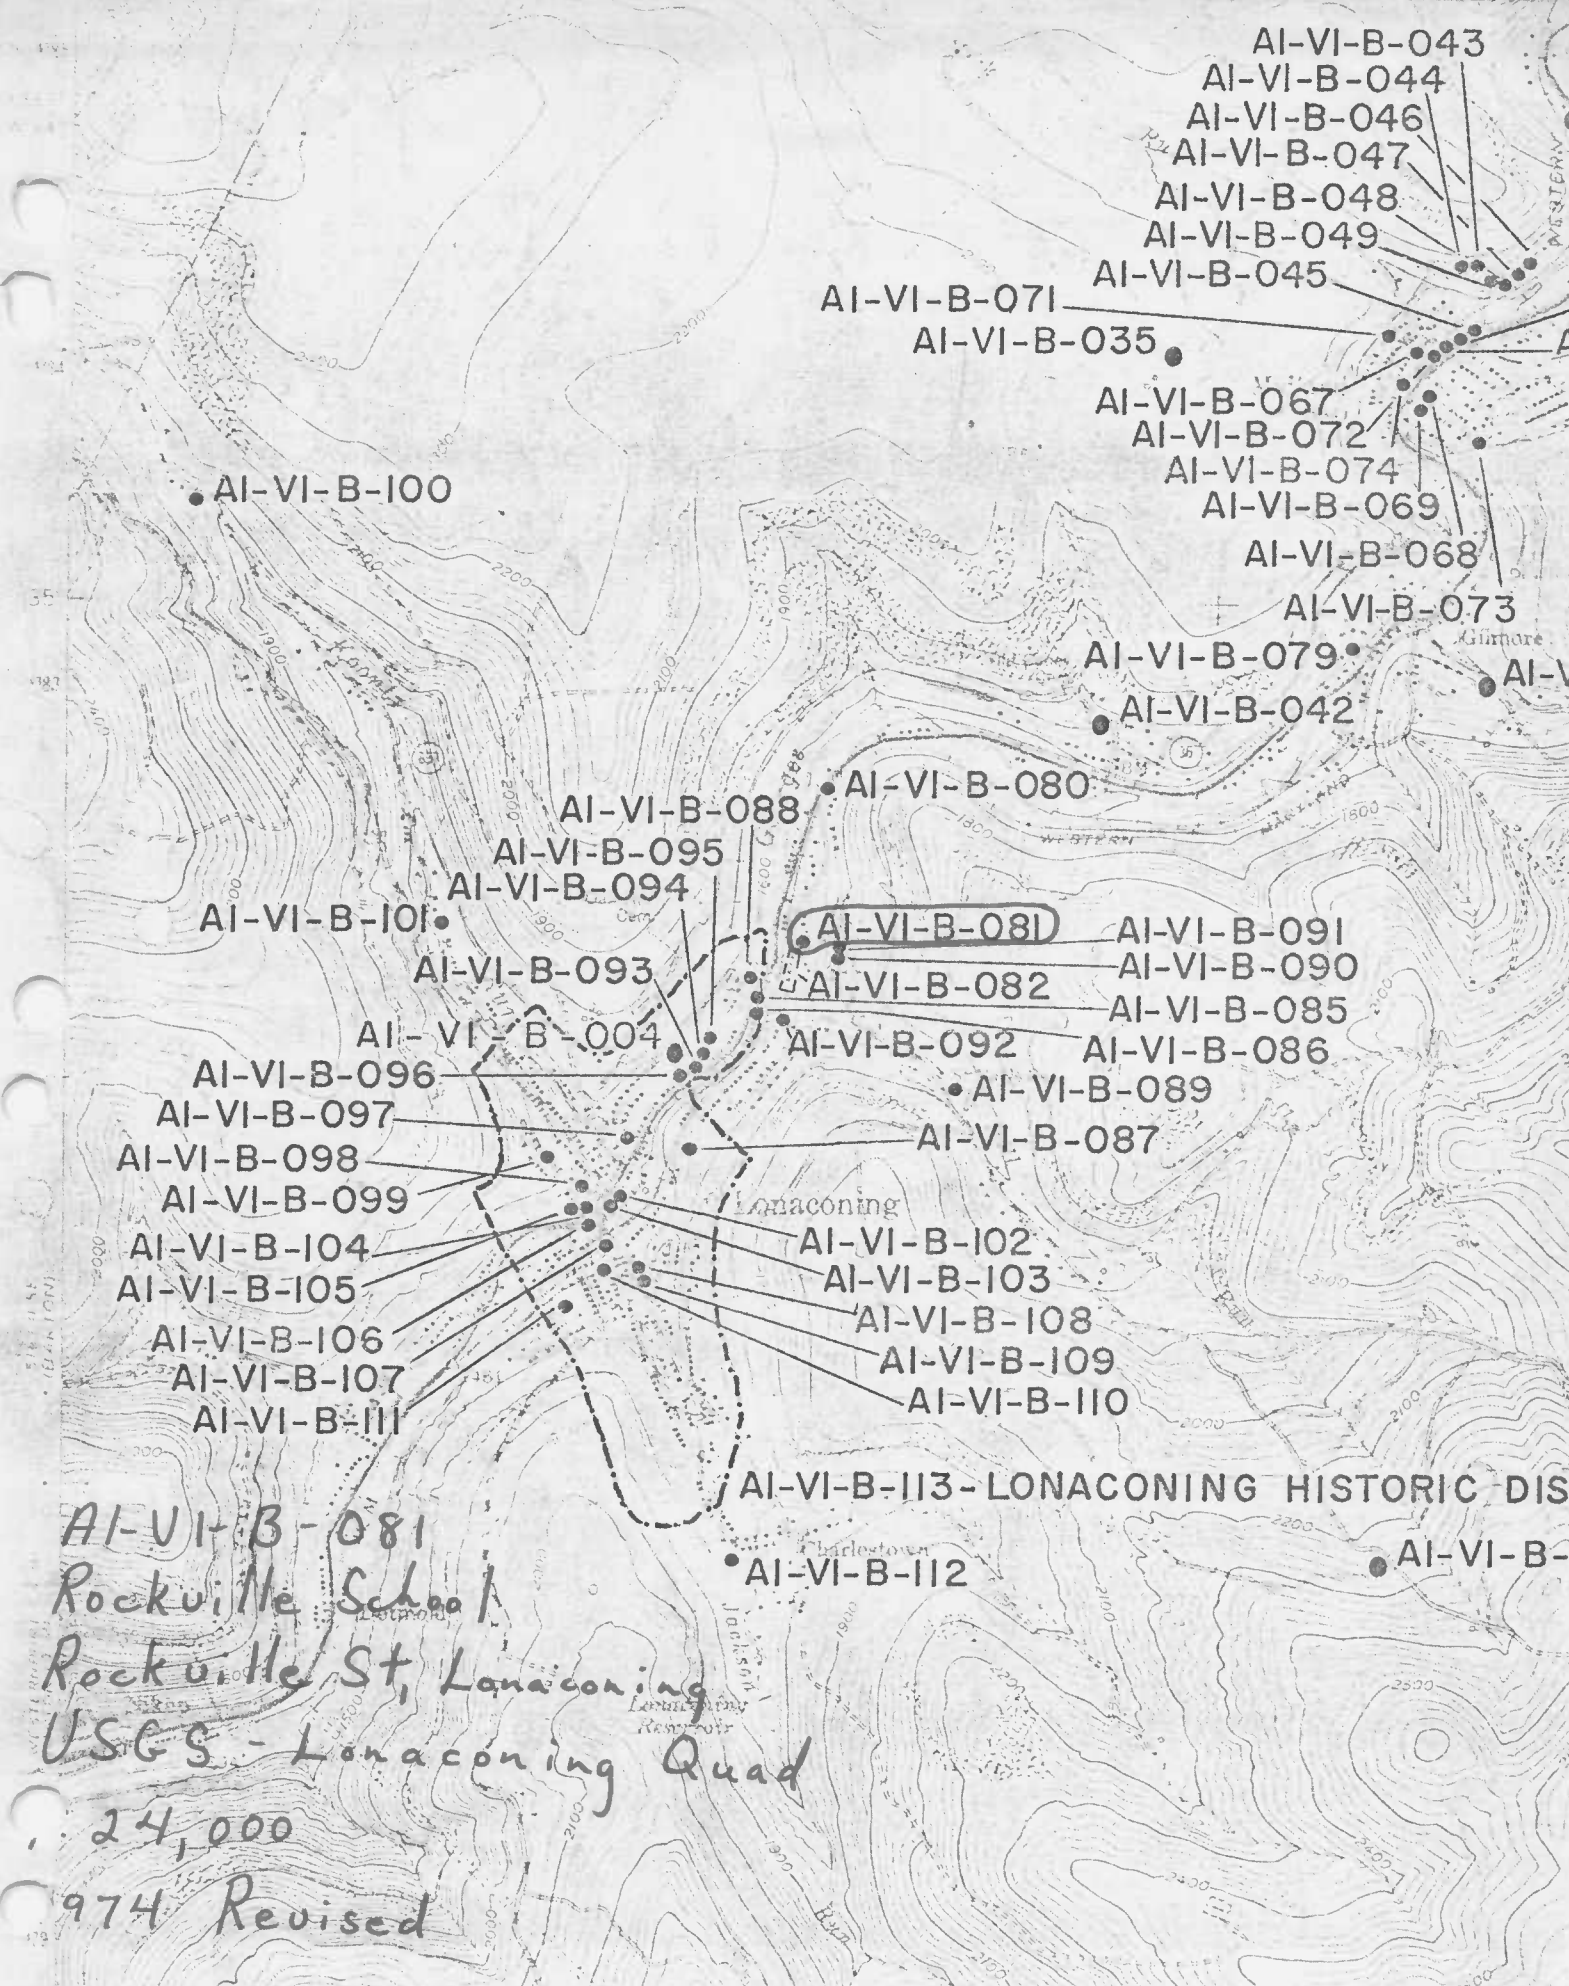 AI-VI-B-043
AI-VI-B-044
AI-VI-B-046
AI-VI-B-047
AI-VI-B-048
AI-VI-B-049
AI-VI-B-045
AI-VI-B-071
AI-VI-B-035
AI-VI-B-067
AI-VI-B-072
AI-VI-B-074
AI-VI-B-069
AI-VI-B-068
AI-VI-B-073
AI-VI-B-100
Gilmore
AI-VI-B-079
AI-V
AI-VI-B-042
36
AI-VI-B-080
WESTERN MARYLAND
AI-VI-B-088
AI-VI-B-095
AI-VI-B-094
AI-VI-B-101
AI-VI-B-081
AI-VI-B-091
AI-VI-B-090
AI-VI-B-093
AI-VI-B-082
AI-VI-B-085
AI-VI-B-004
AI-VI-B-092
AI-VI-B-086
AI-VI-B-096
AI-VI-B-089
AI-VI-B-097
AI-VI-B-087
AI-VI-B-098
AI-VI-B-099
Lonaconing
AI-VI-B-104
AI-VI-B-102
AI-VI-B-105
AI-VI-B-103
AI-VI-B-106
AI-VI-B-108
AI-VI-B-107
AI-VI-B-109
AI-VI-B-111
AI-VI-B-110
AI-VI-B-113-LONACONING HISTORIC DIS
Charlestown
AI-VI-B-112
AI-VI-B-
Jackson
Run
Lonaconing
Reservoir
AI-VI-B-081
Rockville School
Rockville St, Lonaconing
USGS - Lonaconing Quad
: 24,000
974 Revised